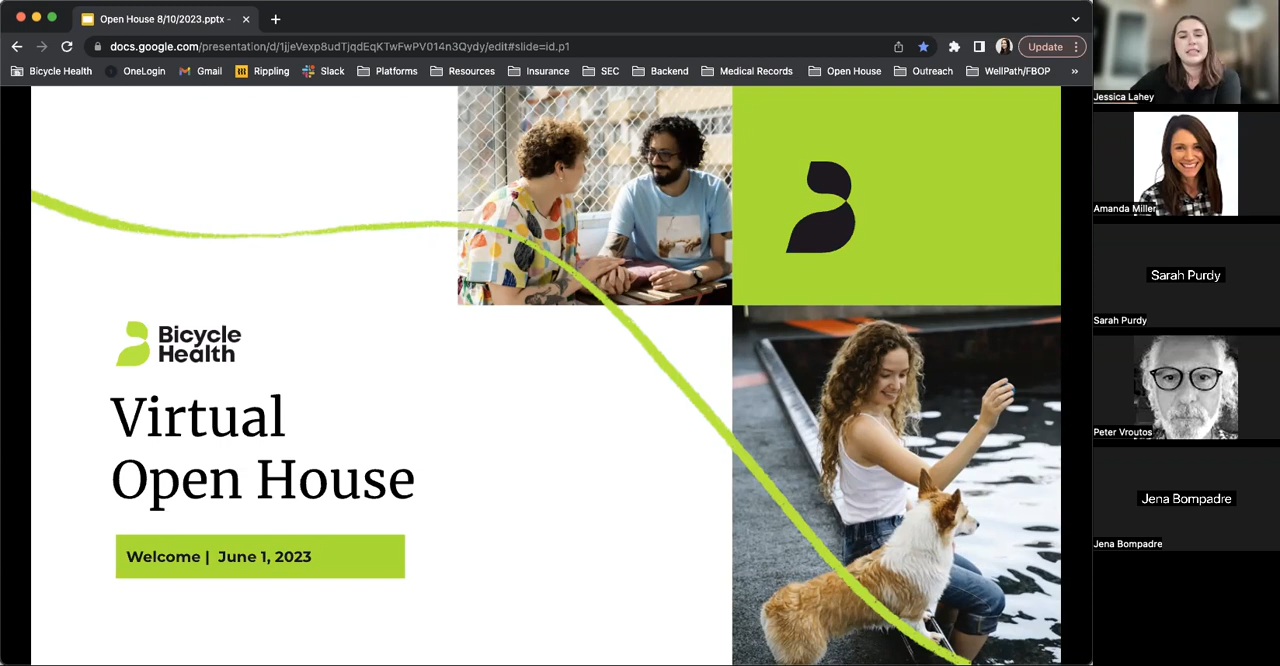 Open House 8/10/2023.pptx -
docs.google.com/presentation/d/1jjeVexp8udTjqdEqKTwFwPV014n3Qydy/edit#slide=id.p1
Update
Bicycle Health
OneLogin
Gmail
Rippling
Slack
Platforms
Resources
Insurance
SEC
Backend
Medical Records
Open House
Outreach
WellPath/FBOP
»
Bicycle
Health
Virtual
Open House
Welcome | June 1, 2023
Jessica Lahey
Amanda Miller
Sarah Purdy
Sarah Purdy
Peter Vroutos
Jena Bompadre
Jena Bompadre